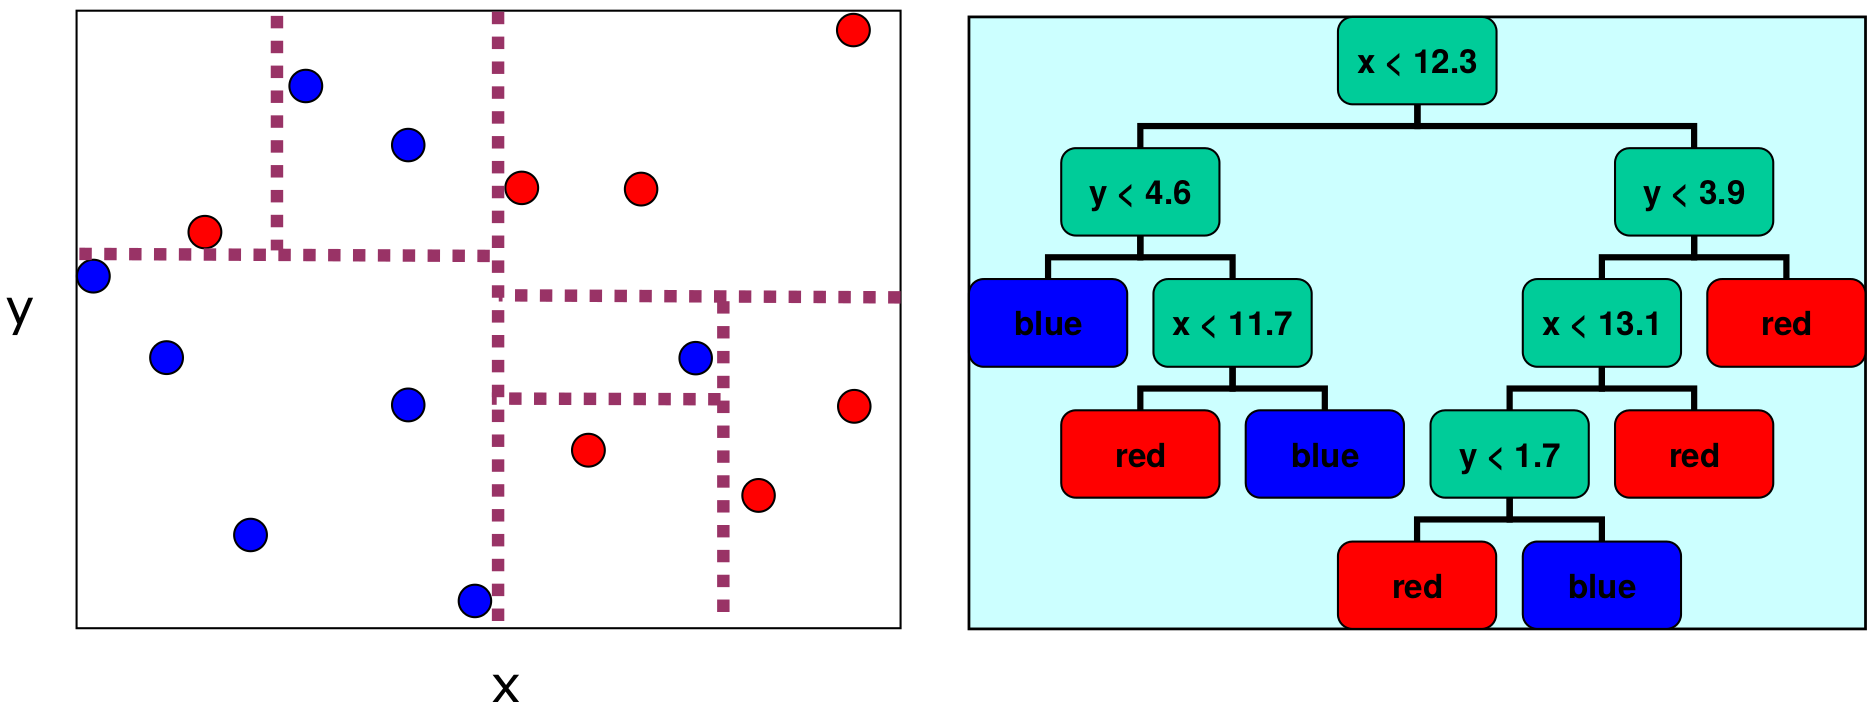 y
x
x < 12.3
y < 4.6
y < 3.9
blue
x < 11.7
x < 13.1
red
red
blue
y < 1.7
red
red
blue